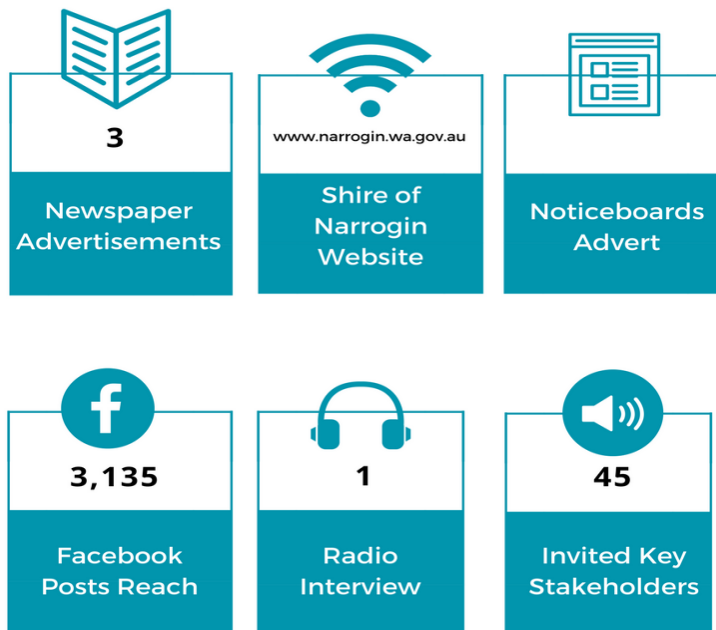 3
Newspaper
Advertisements
www.narrogin.wa.gov.au
Shire of
Narrogin
Website
Noticeboards
Advert
3,135
Facebook
Posts Reach
1
Radio
Interview
45
Invited Key
Stakeholders